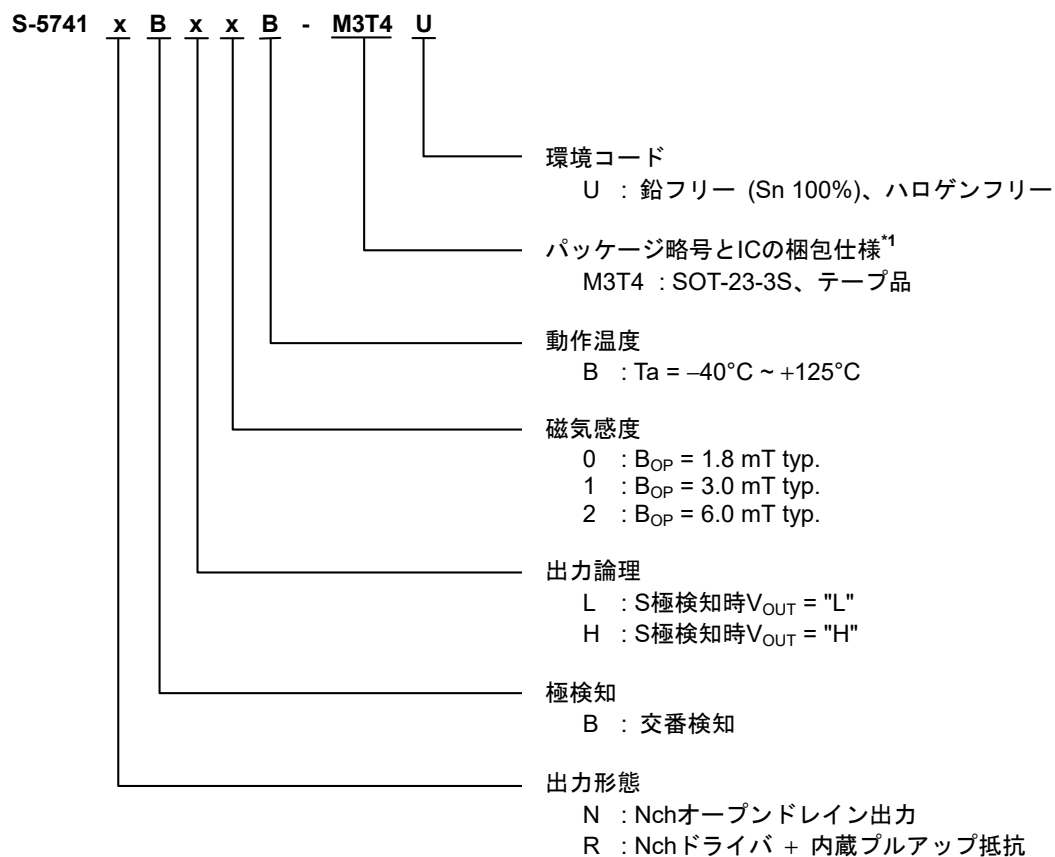 S-5741 x B x x B - M3T4 U
環境コード
U : 鉛フリー (Sn 100%)、ハロゲンフリー
パッケージ略号とICの梱包仕様*1
M3T4 : SOT-23-3S、テープ品
動作温度
B : Ta = −40°C ~ +125°C
磁気感度
0 : BOP = 1.8 mT typ.
1 : BOP = 3.0 mT typ.
2 : BOP = 6.0 mT typ.
出力論理
L : S極検知時VOUT = "L"
H : S極検知時VOUT = "H"
極検知
B : 交番検知
出力形態
N : Nchオープンドレイン出力
R : Nchドライバ + 内蔵プルアップ抵抗